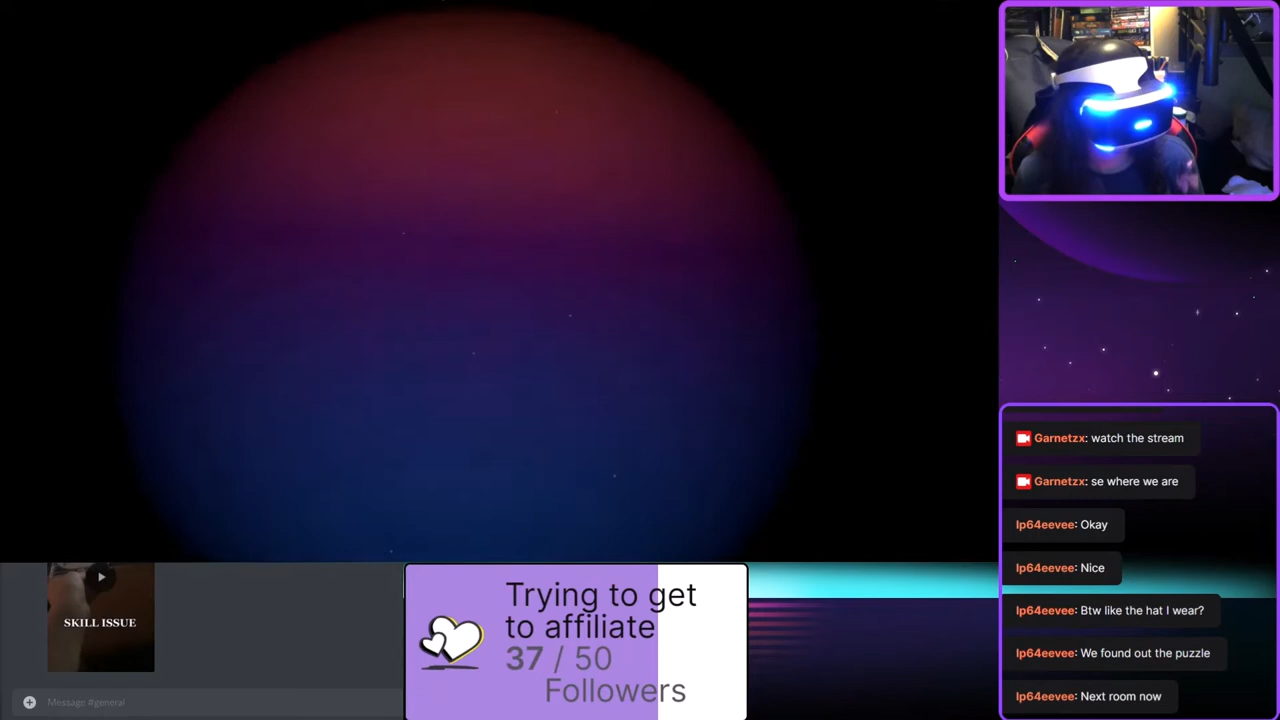 Garnetzx: watch the stream
Garnetzx: se where we are
lp64eevee: Okay
lp64eevee: Nice
lp64eevee: Btw like the hat I wear?
lp64eevee: We found out the puzzle
lp64eevee: Next room now
SKILL ISSUE
Message #general
Trying to get
to affiliate
37 / 50
Followers